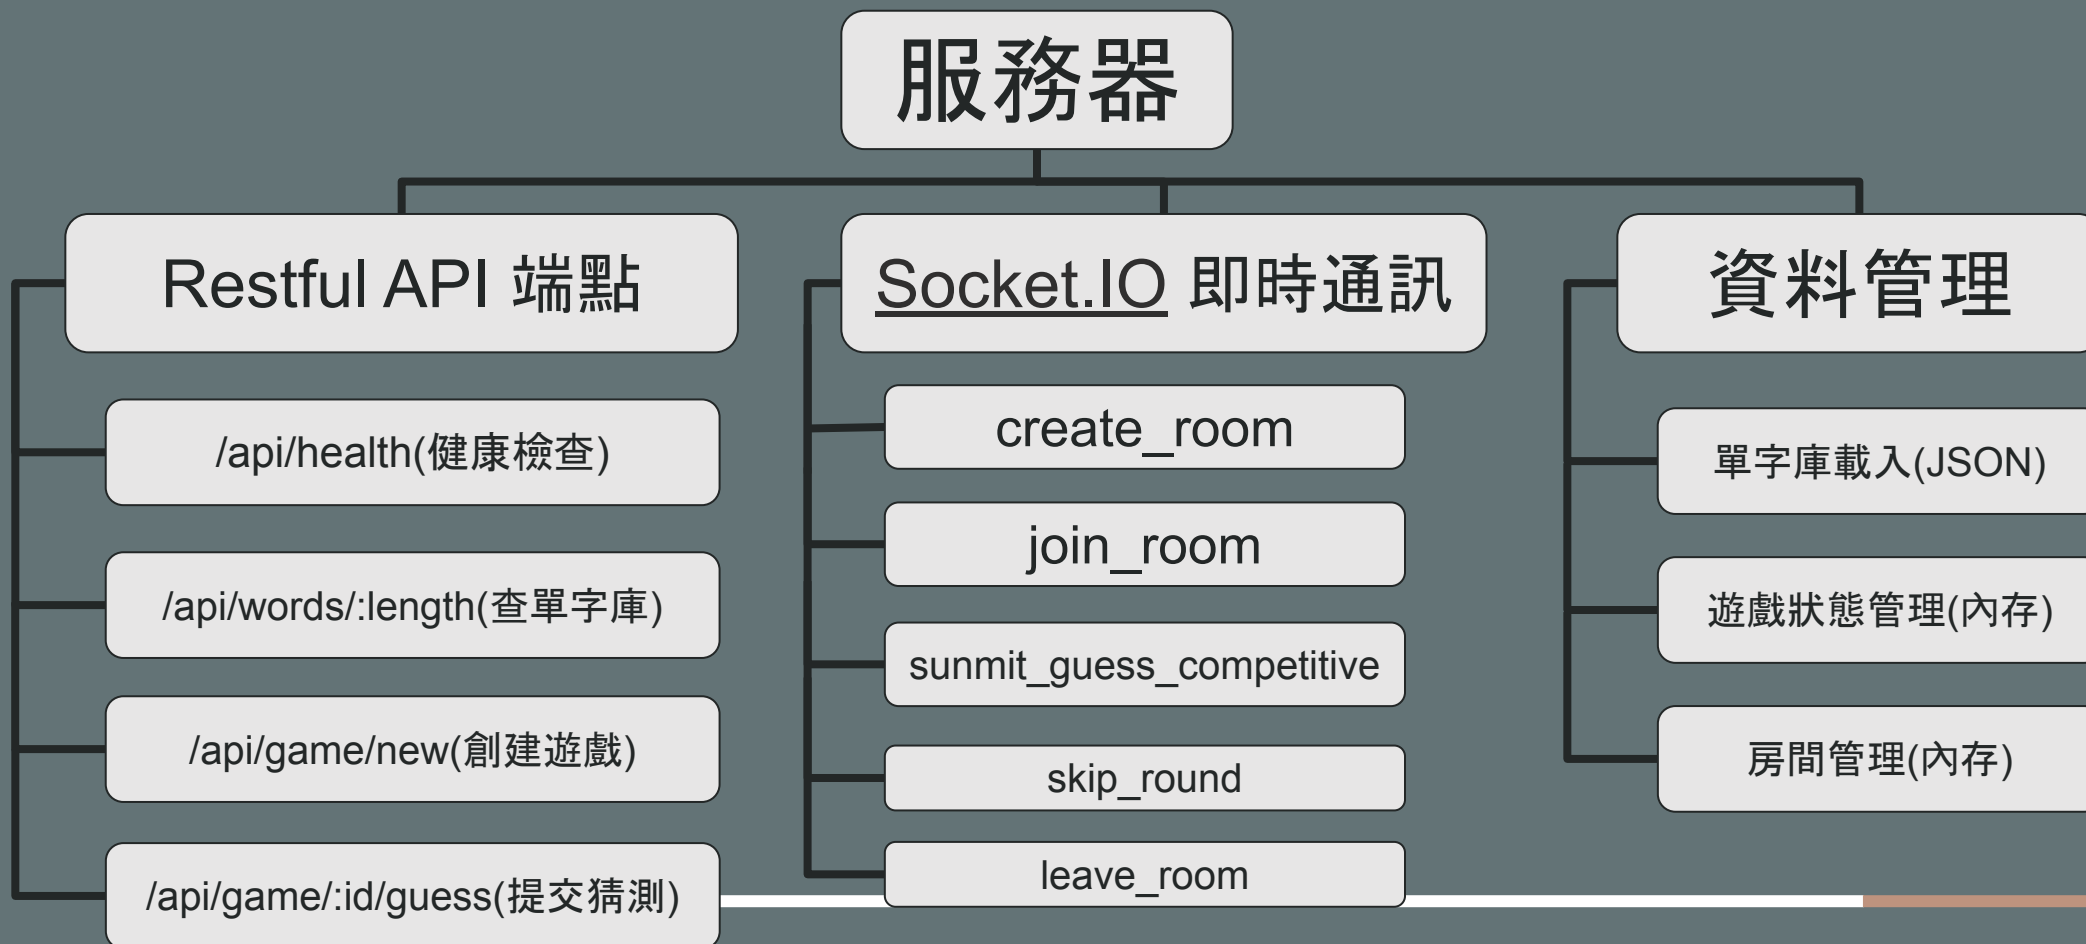 服務器
Restful API 端點
/api/health(健康檢查)
/api/words/:length(查單字庫)
/api/game/new(創建遊戲)
/api/game/:id/guess(提交猜測)
Socket.IO 即時通訊
create_room
join_room
sunmit_guess_competitive
skip_round
leave_room
資料管理
單字庫載入(JSON)
遊戲狀態管理(內存)
房間管理(內存)